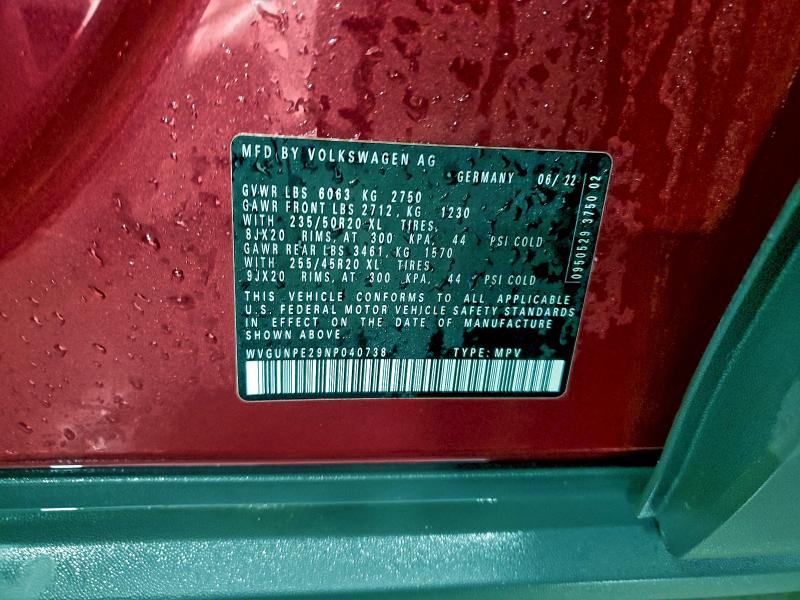 MFD BY VOLKSWAGEN AG
GERMANY 06/ 22
GVWR LBS 6063 KG 2750
GAWR FRONT LBS 2712, KG 1230
WITH 235/50R20 XL TIRES,
8JX20 RIMS, AT 300 KPA, 44 PSI COLD
GAWR REAR LBS 3461, KG 1570
WITH 255/45R20 XL TIRES,
9JX20 RIMS, AT 300 KPA, 44 PSI COLD
THIS VEHICLE CONFORMS TO ALL APPLICABLE
U.S. FEDERAL MOTOR VEHICLE SAFETY STANDARDS
IN EFFECT ON THE DATE OF MANUFACTURE
SHOWN ABOVE.
WVGUNPE29NP040738 TYPE: MPV
0950529 3750 02